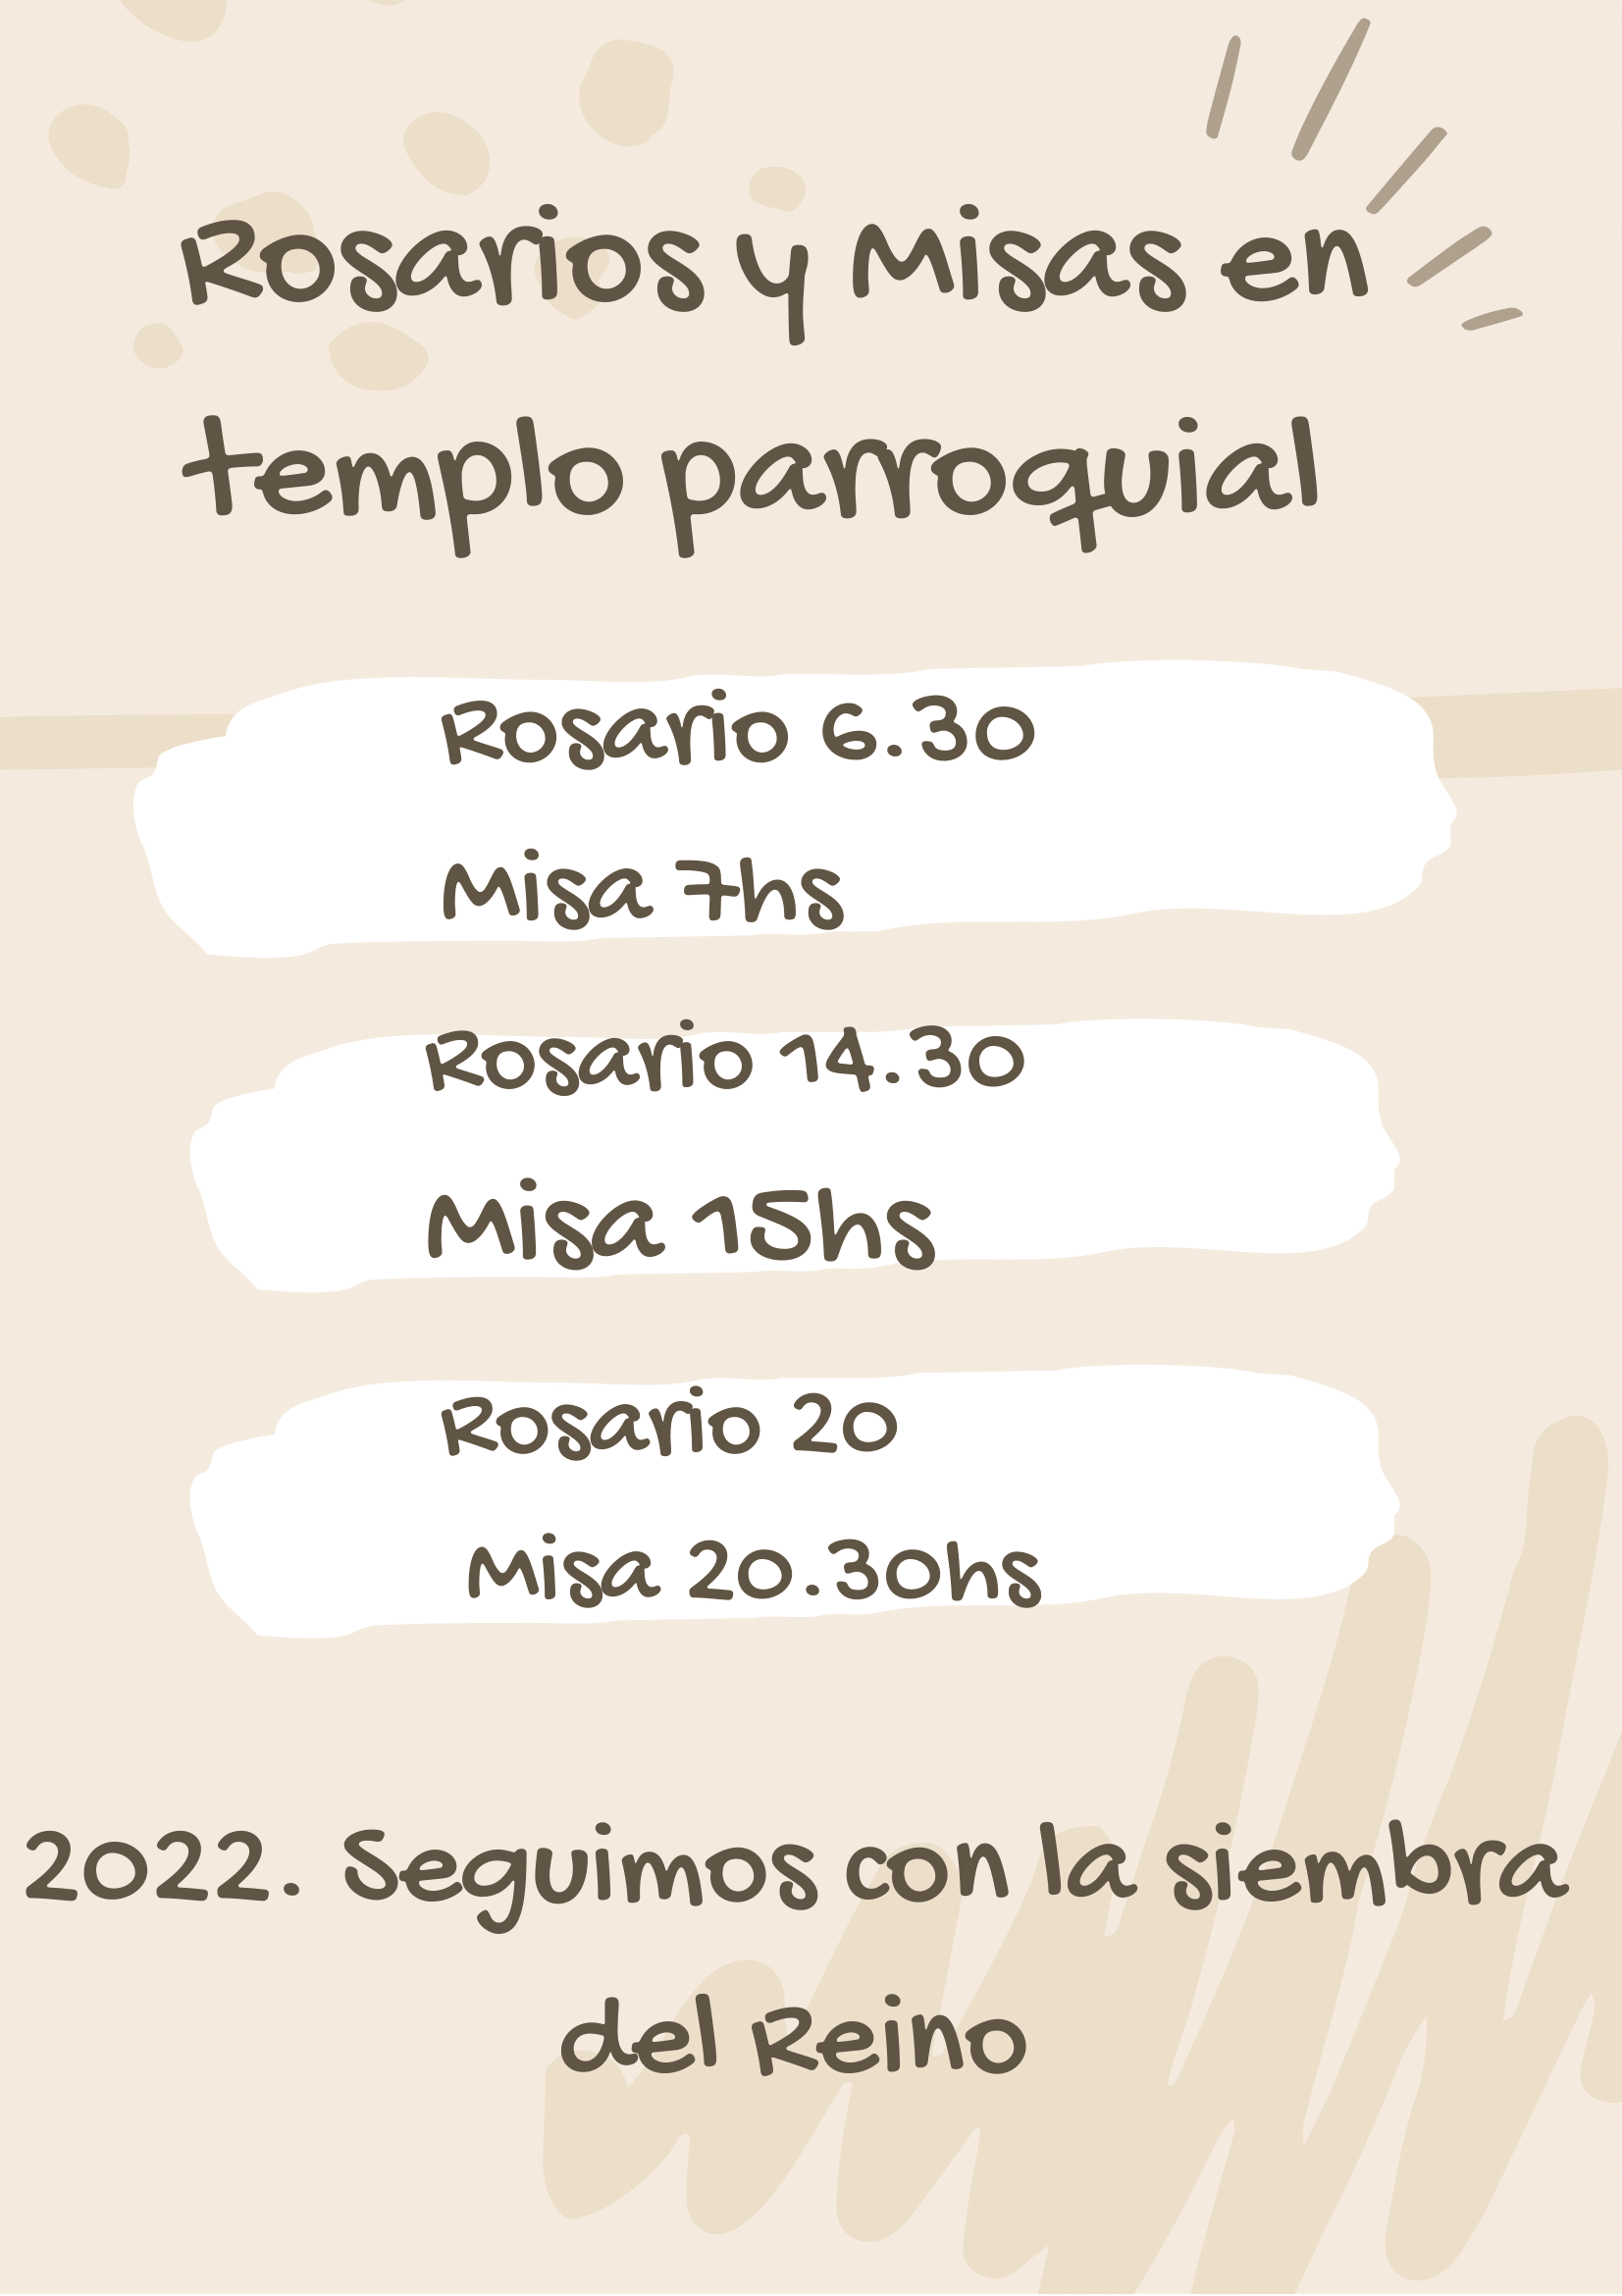 Rosarios y Misas en
templo parroquial
Rosario 6.30
Misa 7hs
Rosario 14.30
Misa 15hs
Rosario 20
Misa 20.30hs
2022. Seguimos con la siembra
del Reino